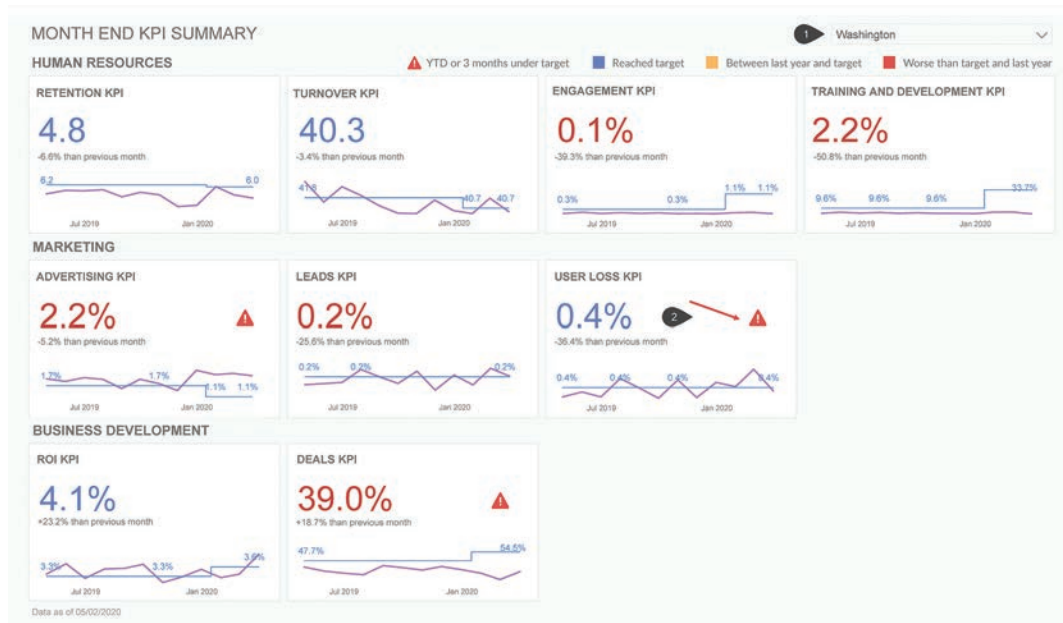 MONTH END KPI SUMMARY
1 Washington
HUMAN RESOURCES
YTD or 3 months under target Reached target Between last year and target Worse than target and last year
RETENTION KPI
4.8
-6.6% than previous month
6.2 6.0
Jul 2019 Jan 2020
TURNOVER KPI
40.3
-3.4% than previous month
41.8 40.7 40.7
Jul 2019 Jan 2020
ENGAGEMENT KPI
0.1%
-39.3% than previous month
0.3% 0.3% 1.1% 1.1%
Jul 2019 Jan 2020
TRAINING AND DEVELOPMENT KPI
2.2%
-50.8% than previous month
9.6% 9.6% 9.6% 33.7%
Jul 2019 Jan 2020
MARKETING
ADVERTISING KPI
2.2%
-5.2% than previous month
1.7% 1.7% 1.1% 1.1%
Jul 2019 Jan 2020
LEADS KPI
0.2%
-25.6% than previous month
0.2% 0.2% 0.2%
Jul 2019 Jan 2020
USER LOSS KPI
0.4% 2
-36.4% than previous month
0.4% 0.4% 0.4% 0.4%
Jul 2019 Jan 2020
BUSINESS DEVELOPMENT
ROI KPI
4.1%
+23.2% than previous month
3.3% 3.3% 3.6%
Jul 2019 Jan 2020
DEALS KPI
39.0%
+18.7% than previous month
47.7% 54.5%
Jul 2019 Jan 2020
Data as of 05/02/2020